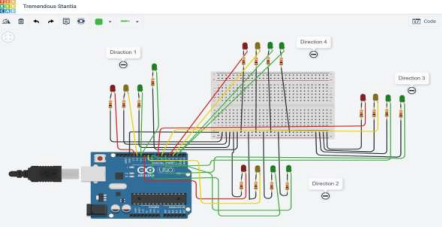 Tremendous Stantia
Code
Direction 1
Direction 4
Direction 3
UNO
Direction 2